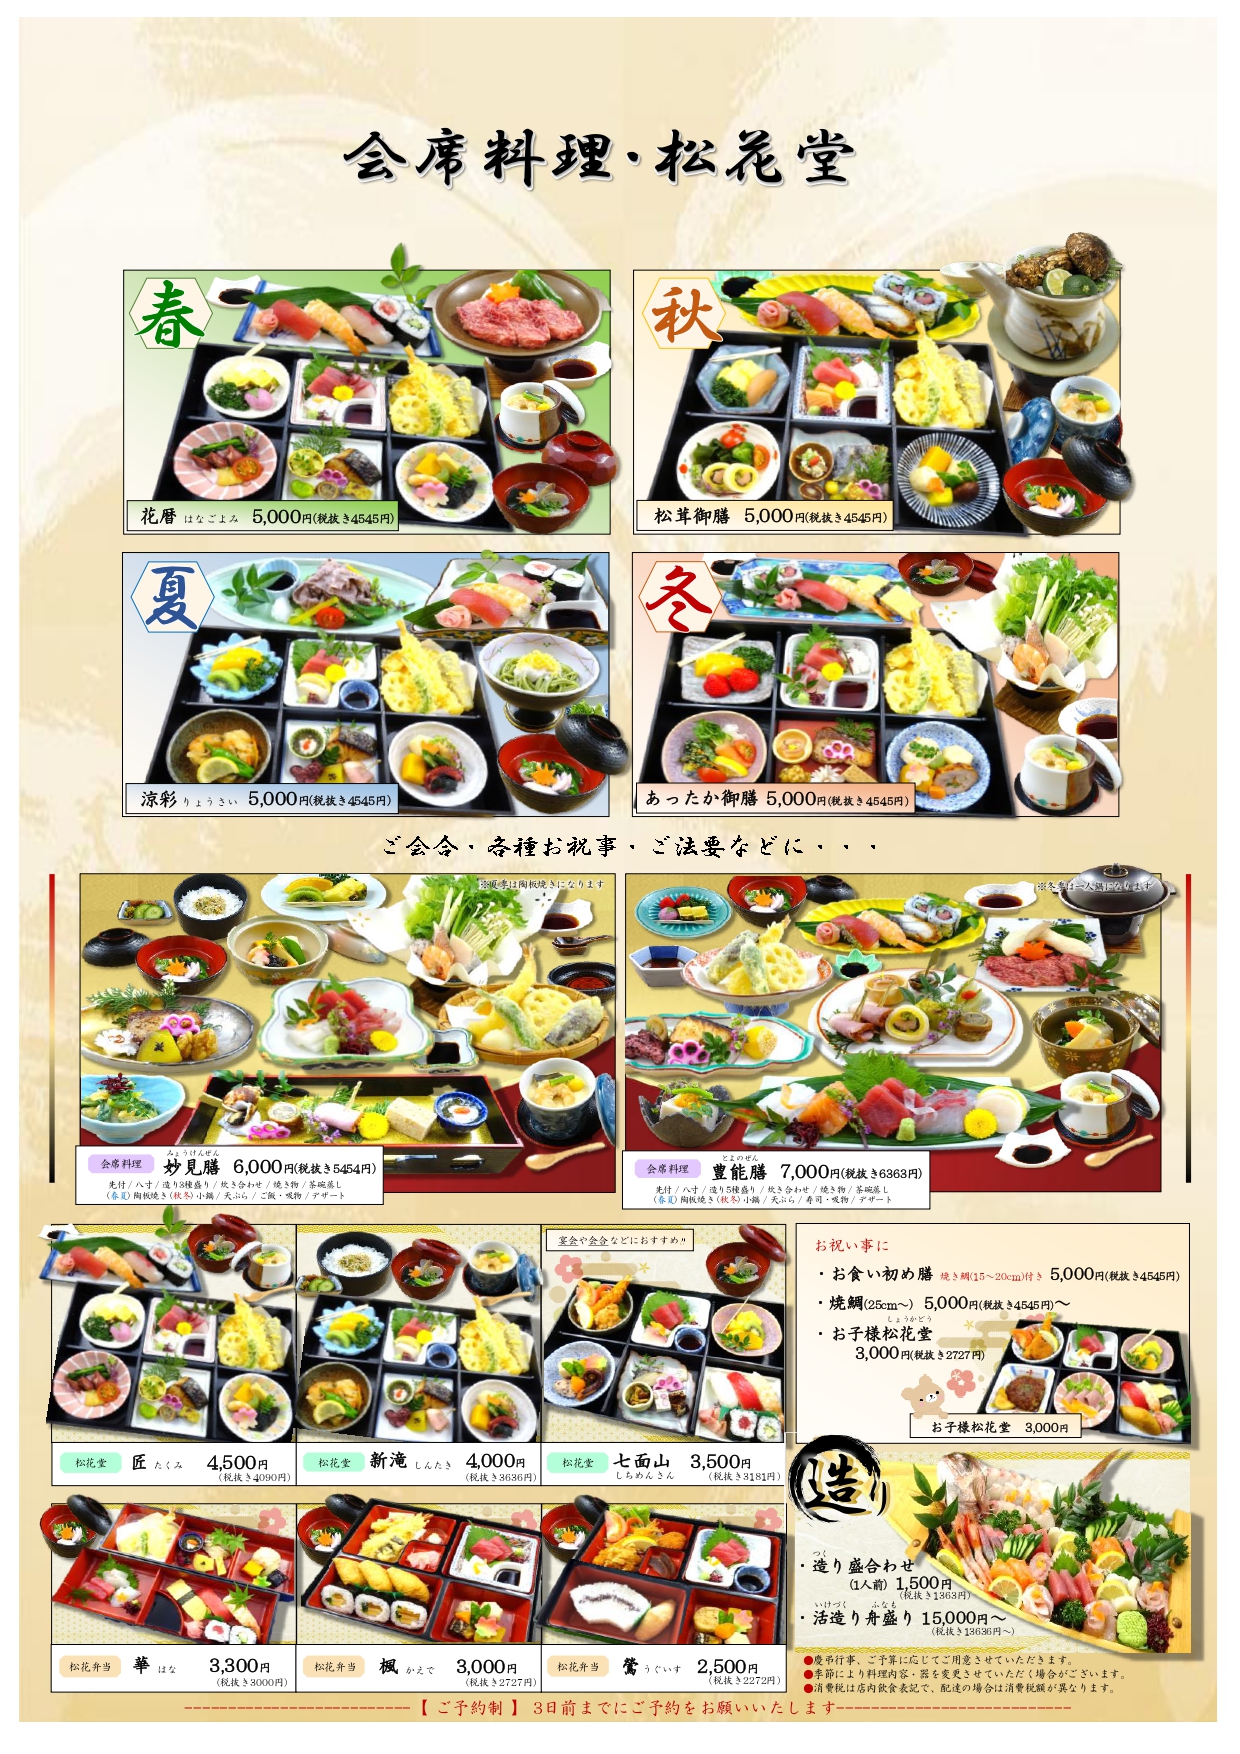 会席料理・松花堂
春
花暦 はなごよみ 5,000円(税抜き4545円)
秋
松茸御膳 5,000円(税抜き4545円)
夏
涼彩 りょうさい 5,000円(税抜き4545円)
冬
あったか御膳 5,000円(税抜き4545円)
ご会合・各種お祝事・ご法要などに・・・
※夏季は陶板焼きになります
会席料理 妙見膳 みょうけんぜん 6,000円(税抜き5454円)
先付 / 八寸 / 造り3種盛り / 炊き合わせ / 焼き物 / 茶碗蒸し
(春夏) 陶板焼き (秋冬) 小鍋 / 天ぷら / ご飯・吸物 / デザート
※冬季は一人鍋になります
会席料理 豊能膳 とよのぜん 7,000円(税抜き6363円)
先付 / 八寸 / 造り5種盛り / 炊き合わせ / 焼き物 / 茶碗蒸し
(春夏) 陶板焼き (秋冬) 小鍋 / 天ぷら / 寿司・吸物 / デザート
松花堂 匠 たくみ 4,500円
(税抜き4090円)
松花堂 新滝 しんたき 4,000円
(税抜き3636円)
宴会や会合などにおすすめ!!
松花堂 七面山 しちめんさん 3,500円
(税抜き3181円)
お祝い事に
・お食い初め膳 焼き鯛(15～20cm)付き 5,000円(税抜き4545円)
・焼鯛(25cm～) 5,000円(税抜き4545円)～
しょうかどう
・お子様松花堂
3,000円(税抜き2727円)
お子様松花堂 3,000円
松花弁当 華 はな 3,300円
(税抜き3000円)
松花弁当 楓 かえで 3,000円
(税抜き2727円)
松花弁当 鶯 うぐいす 2,500円
(税抜き2272円)
造
つく
・造り盛合わせ
(1人前) 1,500円
(税抜き1363円)
いけづく ふなも
・活造り舟盛り 15,000円～
(税抜き13636円～)
●慶弔行事、ご予算に応じてご用意させていただきます。
●季節により料理内容・器を変更させていただく場合がございます。
●消費税は店内飲食表記で、配達の場合は消費税額が異なります。
【 ご予約制 】 3日前までにご予約をお願いいたします